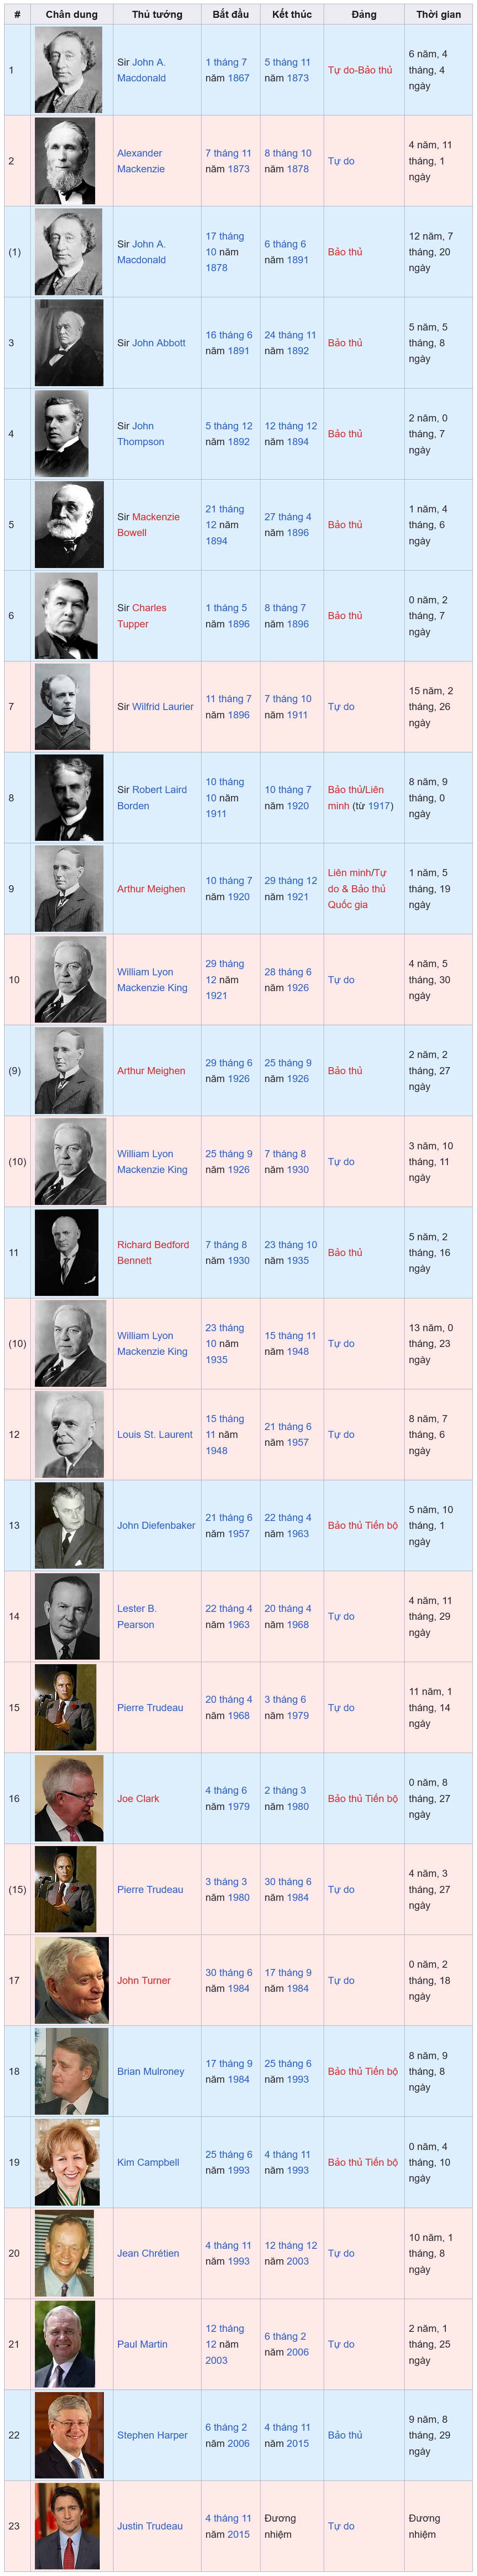 # Chân dung Thủ tướng Bắt đầu Kết thúc Đảng Thời gian
1 Sir John A. Macdonald 1 tháng 7 năm 1867 5 tháng 11 năm 1873 Tự do-Bảo thủ 6 năm, 4 tháng, 4 ngày
2 Alexander Mackenzie 7 tháng 11 năm 1873 8 tháng 10 năm 1878 Tự do 4 năm, 11 tháng, 1 ngày
(1) Sir John A. Macdonald 17 tháng 10 năm 1878 6 tháng 6 năm 1891 Bảo thủ 12 năm, 7 tháng, 20 ngày
3 Sir John Abbott 16 tháng 6 năm 1891 24 tháng 11 năm 1892 Bảo thủ 5 năm, 5 tháng, 8 ngày
4 Sir John Thompson 5 tháng 12 năm 1892 12 tháng 12 năm 1894 Bảo thủ 2 năm, 0 tháng, 7 ngày
5 Sir Mackenzie Bowell 21 tháng 12 năm 1894 27 tháng 4 năm 1896 Bảo thủ 1 năm, 4 tháng, 6 ngày
6 Sir Charles Tupper 1 tháng 5 năm 1896 8 tháng 7 năm 1896 Bảo thủ 0 năm, 2 tháng, 7 ngày
7 Sir Wilfrid Laurier 11 tháng 7 năm 1896 7 tháng 10 năm 1911 Tự do 15 năm, 2 tháng, 26 ngày
8 Sir Robert Laird Borden 10 tháng 10 năm 1911 10 tháng 7 năm 1920 Bảo thủ/Liên minh (từ 1917) 8 năm, 9 tháng, 0 ngày
9 Arthur Meighen 10 tháng 7 năm 1920 29 tháng 12 năm 1921 Liên minh/Tự do & Bảo thủ Quốc gia 1 năm, 5 tháng, 19 ngày
10 William Lyon Mackenzie King 29 tháng 12 năm 1921 28 tháng 6 năm 1926 Tự do 4 năm, 5 tháng, 30 ngày
(9) Arthur Meighen 29 tháng 6 năm 1926 25 tháng 9 năm 1926 Bảo thủ 2 năm, 2 tháng, 27 ngày
(10) William Lyon Mackenzie King 25 tháng 9 năm 1926 7 tháng 8 năm 1930 Tự do 3 năm, 10 tháng, 11 ngày
11 Richard Bedford Bennett 7 tháng 8 năm 1930 23 tháng 10 năm 1935 Bảo thủ 5 năm, 2 tháng, 16 ngày
(10) William Lyon Mackenzie King 23 tháng 10 năm 1935 15 tháng 11 năm 1948 Tự do 13 năm, 0 tháng, 23 ngày
12 Louis St. Laurent 15 tháng 11 năm 1948 21 tháng 6 năm 1957 Tự do 8 năm, 7 tháng, 6 ngày
13 John Diefenbaker 21 tháng 6 năm 1957 22 tháng 4 năm 1963 Bảo thủ Tiến bộ 5 năm, 10 tháng, 1 ngày
14 Lester B. Pearson 22 tháng 4 năm 1963 20 tháng 4 năm 1968 Tự do 4 năm, 11 tháng, 29 ngày
15 Pierre Trudeau 20 tháng 4 năm 1968 3 tháng 6 năm 1979 Tự do 11 năm, 1 tháng, 14 ngày
16 Joe Clark 4 tháng 6 năm 1979 2 tháng 3 năm 1980 Bảo thủ Tiến bộ 0 năm, 8 tháng, 27 ngày
(15) Pierre Trudeau 3 tháng 3 năm 1980 30 tháng 6 năm 1984 Tự do 4 năm, 3 tháng, 27 ngày
17 John Turner 30 tháng 6 năm 1984 17 tháng 9 năm 1984 Tự do 0 năm, 2 tháng, 18 ngày
18 Brian Mulroney 17 tháng 9 năm 1984 25 tháng 6 năm 1993 Bảo thủ Tiến bộ 8 năm, 9 tháng, 8 ngày
19 Kim Campbell 25 tháng 6 năm 1993 4 tháng 11 năm 1993 Bảo thủ Tiến bộ 0 năm, 4 tháng, 10 ngày
20 Jean Chrétien 4 tháng 11 năm 1993 12 tháng 12 năm 2003 Tự do 10 năm, 1 tháng, 8 ngày
21 Paul Martin 12 tháng 12 năm 2003 6 tháng 2 năm 2006 Tự do 2 năm, 1 tháng, 25 ngày
22 Stephen Harper 6 tháng 2 năm 2006 4 tháng 11 năm 2015 Bảo thủ 9 năm, 8 tháng, 29 ngày
23 Justin Trudeau 4 tháng 11 năm 2015 Đương nhiệm Tự do Đương nhiệm